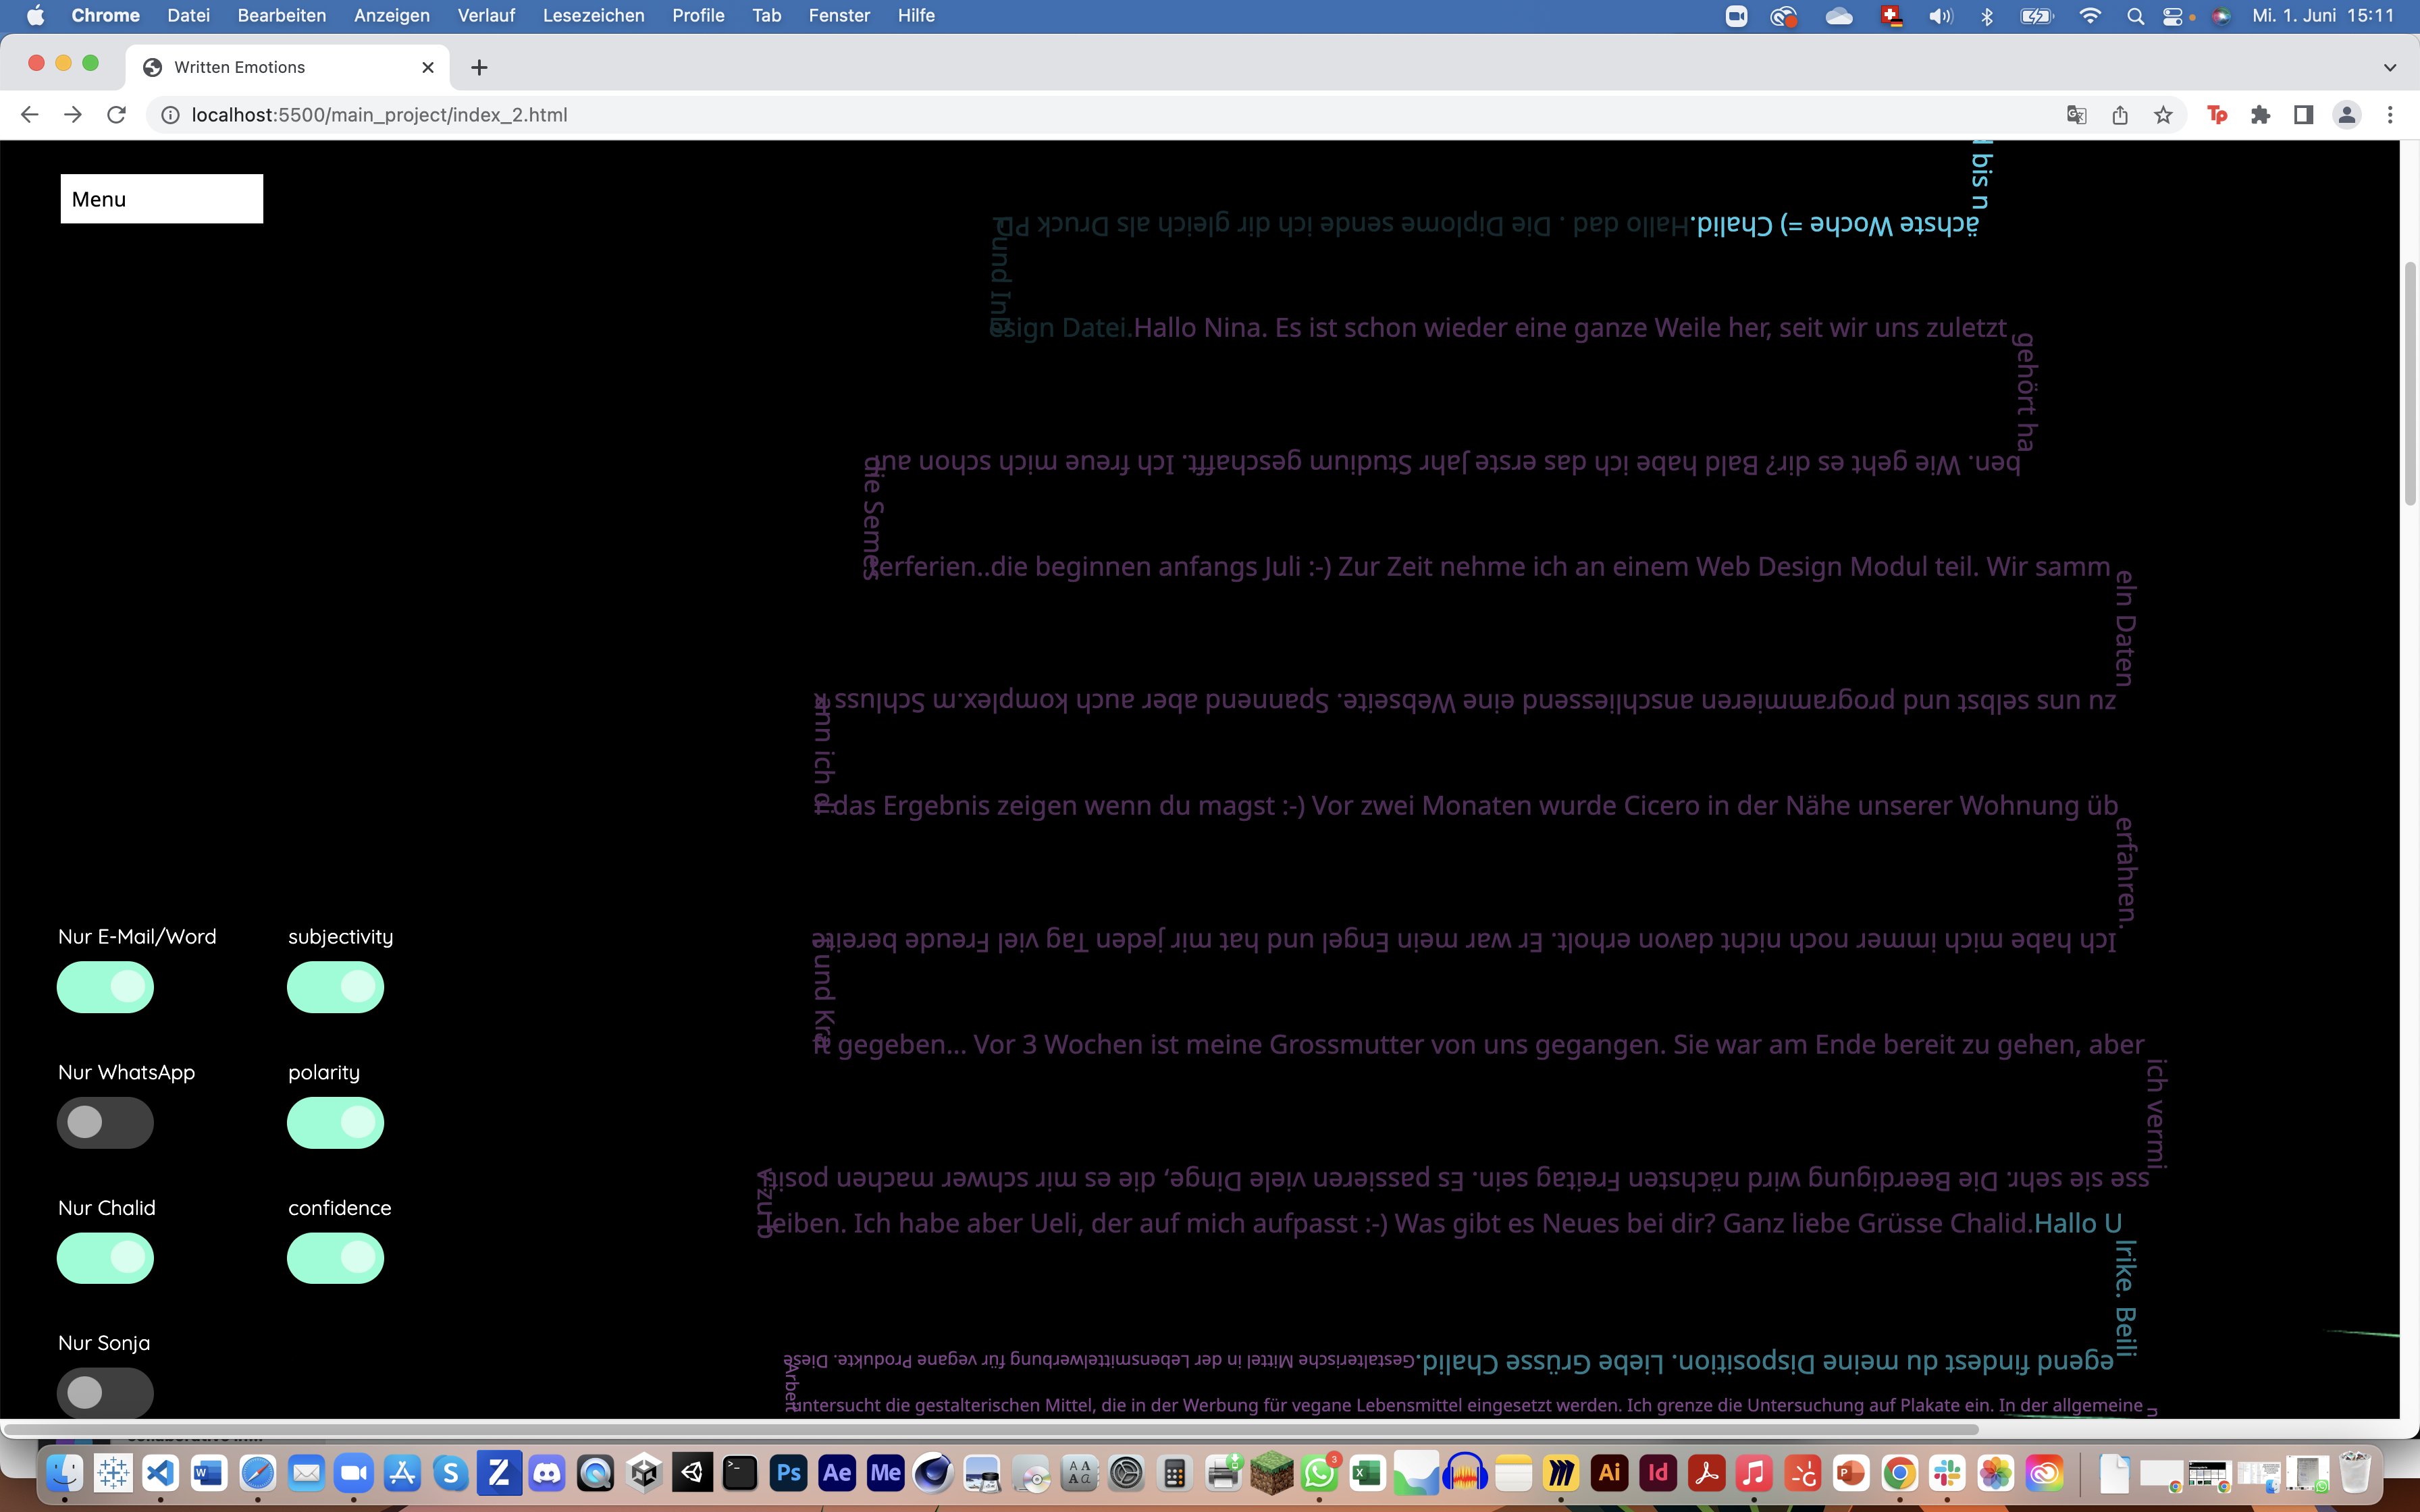 Chrome Datei Bearbeiten Anzeigen Verlauf Lesezeichen Profile Tab Fenster Hilfe Mi. 1. Juni 15:11
Written Emotions
localhost:5500/main_project/index_2.html
Menu
d bis n
ächste Woche =) Chalid.Hallo dad . Die Diplome sende ich dir gleich als Druck PD
F und InD
esign Datei.Hallo Nina. Es ist schon wieder eine ganze Weile her, seit wir uns zuletzt
gehört ha
ben. Wie geht es dir? Bald habe ich das erste Jahr Studium geschafft. Ich freue mich schon auf
die Semes
terferien..die beginnen anfangs Juli :-) Zur Zeit nehme ich an einem Web Design Modul teil. Wir samm
eln Daten
zu uns selbst und programmieren anschliessend eine Webseite. Spannend aber auch komplex.m Schluss k
ann ich di
r das Ergebnis zeigen wenn du magst :-) Vor zwei Monaten wurde Cicero in der Nähe unserer Wohnung üb
erfahren.
Ich habe mich immer noch nicht davon erholt. Er war mein Engel und hat mir jeden Tag viel Freude bereite
t und Kra
ft gegeben... Vor 3 Wochen ist meine Grossmutter von uns gegangen. Sie war am Ende bereit zu gehen, aber
ich vermi
sse sie sehr. Die Beerdigung wird nächsten Freitag sein. Es passieren viele Dinge, die es mir schwer machen positi
v zu b
leiben. Ich habe aber Ueli, der auf mich aufpasst :-) Was gibt es Neues bei dir? Ganz liebe Grüsse Chalid.Hallo U
lrike. Beili
egend findest du meine Disposition. Liebe Grüsse Chalid.Gestalterische Mittel in der Lebensmittelwerbung für vegane Produkte. Diese
Arbeit
untersucht die gestalterischen Mittel, die in der Werbung für vegane Lebensmittel eingesetzt werden. Ich grenze die Untersuchung auf Plakate ein. In der allgemeine
n
Nur E-Mail/Word subjectivity
Nur WhatsApp polarity
Nur Chalid confidence
Nur Sonja